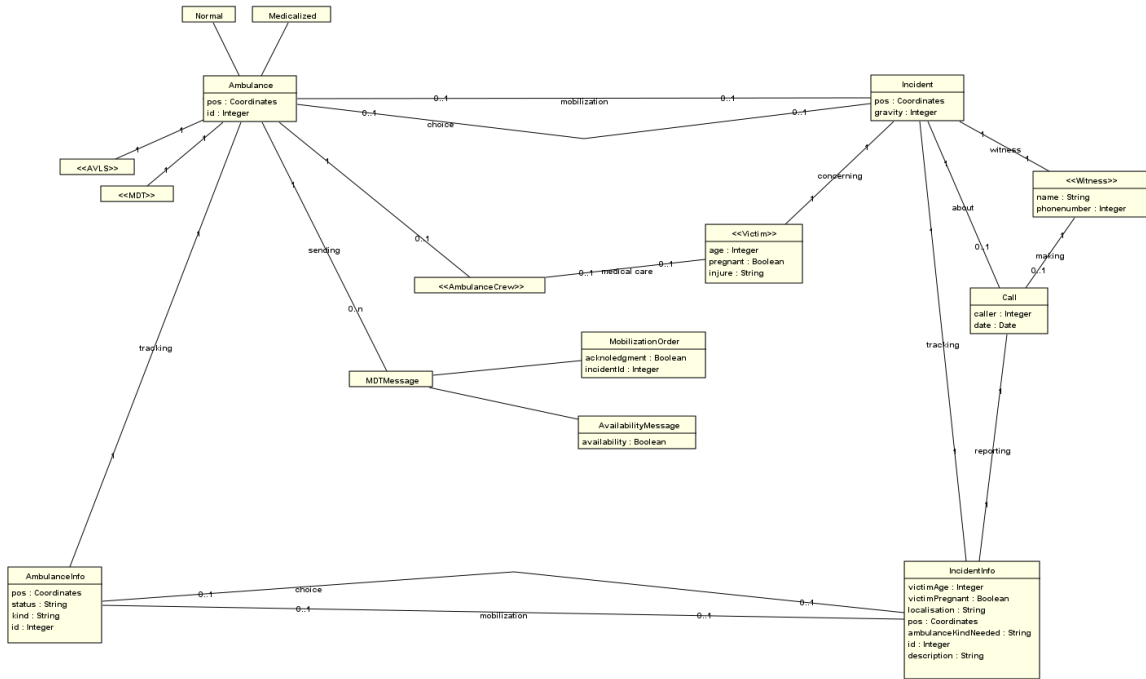 Normal
Medicalized
Ambulance
pos : Coordinates
id : Integer
Incident
pos : Coordinates
gravity : Integer
0..1
mobilization
0..1
0..1
choice
0..1
1
1
<<AVLS>>
1
1
<<MDT>>
1
0..1
1
sending
0..n
1
tracking
1
1
concerning
1
1
witness
1
1
about
0..1
1
tracking
1
<<Witness>>
name : String
phonenumber : Integer
1
making
0..1
<<Victim>>
age : Integer
pregnant : Boolean
injure : String
0..1
medical care
0..1
<<AmbulanceCrew>>
Call
caller : Integer
date : Date
MobilizationOrder
acknoledgment : Boolean
incidentId : Integer
MDTMessage
AvailabilityMessage
availability : Boolean
1
reporting
1
AmbulanceInfo
pos : Coordinates
status : String
kind : String
id : Integer
0..1
choice
0..1
0..1
mobilization
0..1
IncidentInfo
victimAge : Integer
victimPregnant : Boolean
localisation : String
pos : Coordinates
ambulanceKindNeeded : String
id : Integer
description : String